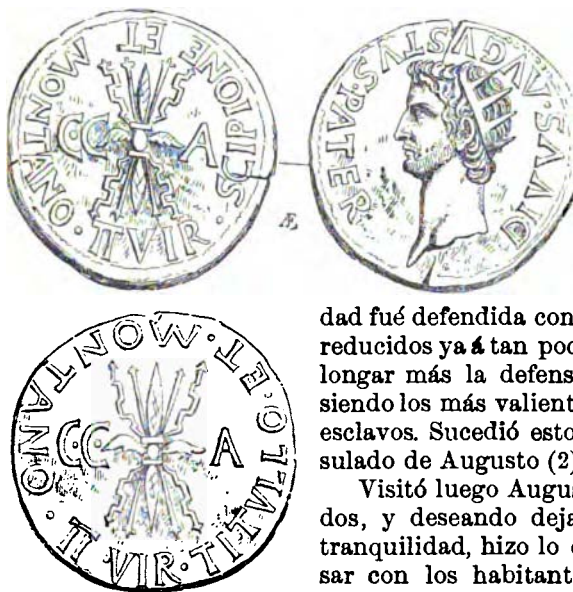 SCIPIONE ET MONTANO · II VIR ·
C C A
DIVVS AVGVSTVS PATER
Æ
TITVLLO · ET · MONTANO · II VIR ·
C · C A
dad fué defendida con
reducidos ya á tan poc
longar más la defens
siendo los más valient
esclavos. Sucedió esto
sulado de Augusto (2)
Visitó luego Augus
dos, y deseando deja
tranquilidad, hizo lo
sar con los habitant